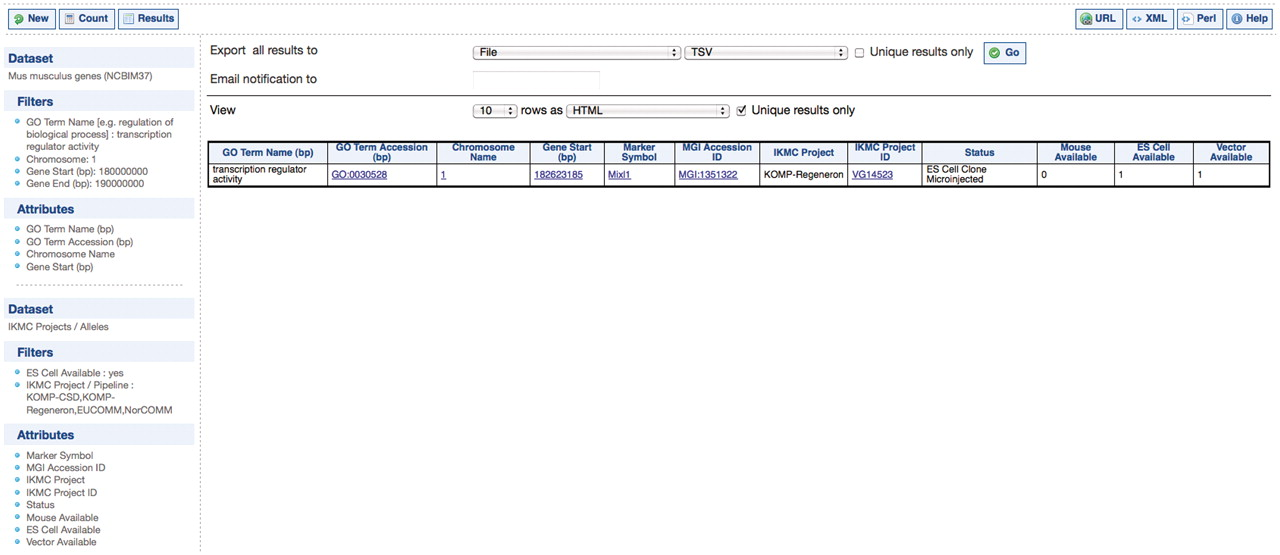 New Count Results URL XML Perl Help
Dataset
Mus musculus genes (NCBIM37)
Filters
GO Term Name [e.g. regulation of
biological process] : transcription
regulator activity
Chromosome: 1
Gene Start (bp): 180000000
Gene End (bp): 190000000
Attributes
GO Term Name (bp)
GO Term Accession (bp)
Chromosome Name
Gene Start (bp)
Dataset
IKMC Projects / Alleles
Filters
ES Cell Available : yes
IKMC Project / Pipeline :
KOMP-CSD,KOMP-
Regeneron,EUCOMM,NorCOMM
Attributes
Marker Symbol
MGI Accession ID
IKMC Project
IKMC Project ID
Status
Mouse Available
ES Cell Available
Vector Available
Export all results to File TSV Unique results only Go
Email notification to
View 10 rows as HTML Unique results only
GO Term Name (bp)
GO Term Accession
(bp)
Chromosome
Name
Gene Start
(bp)
Marker
Symbol
MGI Accession
ID
IKMC Project
IKMC Project
ID
Status
Mouse
Available
ES Cell
Available
Vector
Available
transcription regulator
activity
GO:0030528
1
182623185
Mixl1
MGI:1351322
KOMP-Regeneron
VG14523
ES Cell Clone
Microinjected
0
1
1